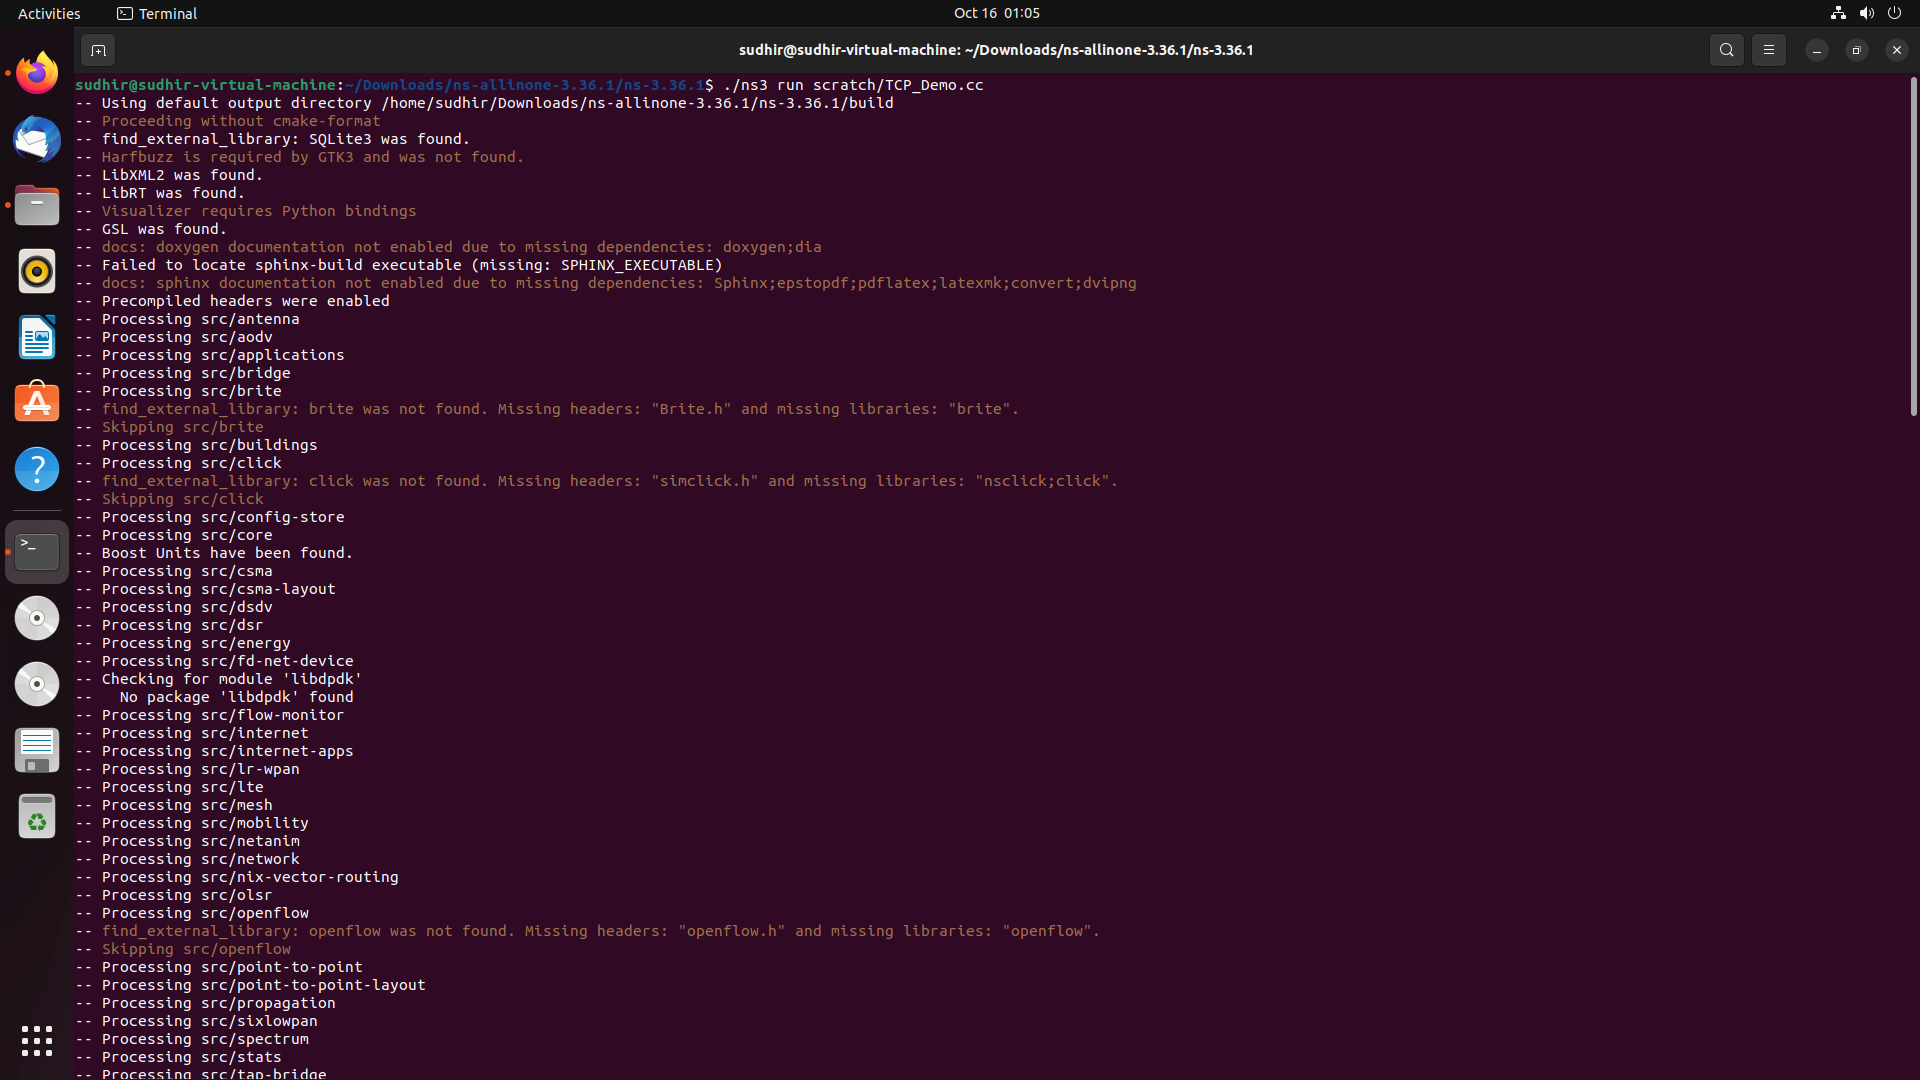 Activities
Terminal
Oct 16 01:05
sudhir@sudhir-virtual-machine: ~/Downloads/ns-allinone-3.36.1/ns-3.36.1
sudhir@sudhir-virtual-machine:~/Downloads/ns-allinone-3.36.1/ns-3.36.1$ ./ns3 run scratch/TCP_Demo.cc
-- Using default output directory /home/sudhir/Downloads/ns-allinone-3.36.1/ns-3.36.1/build
-- Proceeding without cmake-format
-- find_external_library: SQLite3 was found.
-- Harfbuzz is required by GTK3 and was not found.
-- LibXML2 was found.
-- LibRT was found.
-- Visualizer requires Python bindings
-- GSL was found.
-- docs: doxygen documentation not enabled due to missing dependencies: doxygen;dia
-- Failed to locate sphinx-build executable (missing: SPHINX_EXECUTABLE)
-- docs: sphinx documentation not enabled due to missing dependencies: Sphinx;epstopdf;pdflatex;latexmk;convert;dvipng
-- Precompiled headers were enabled
-- Processing src/antenna
-- Processing src/aodv
-- Processing src/applications
-- Processing src/bridge
-- Processing src/brite
-- find_external_library: brite was not found. Missing headers: "Brite.h" and missing libraries: "brite".
-- Skipping src/brite
-- Processing src/buildings
-- Processing src/click
-- find_external_library: click was not found. Missing headers: "simclick.h" and missing libraries: "nsclick;click".
-- Skipping src/click
-- Processing src/config-store
-- Processing src/core
-- Boost Units have been found.
-- Processing src/csma
-- Processing src/csma-layout
-- Processing src/dsdv
-- Processing src/dsr
-- Processing src/energy
-- Processing src/fd-net-device
-- Checking for module 'libdpdk'
--   No package 'libdpdk' found
-- Processing src/flow-monitor
-- Processing src/internet
-- Processing src/internet-apps
-- Processing src/lr-wpan
-- Processing src/lte
-- Processing src/mesh
-- Processing src/mobility
-- Processing src/netanim
-- Processing src/network
-- Processing src/nix-vector-routing
-- Processing src/olsr
-- Processing src/openflow
-- find_external_library: openflow was not found. Missing headers: "openflow.h" and missing libraries: "openflow".
-- Skipping src/openflow
-- Processing src/point-to-point
-- Processing src/point-to-point-layout
-- Processing src/propagation
-- Processing src/sixlowpan
-- Processing src/spectrum
-- Processing src/stats
-- Processing src/tap-bridge